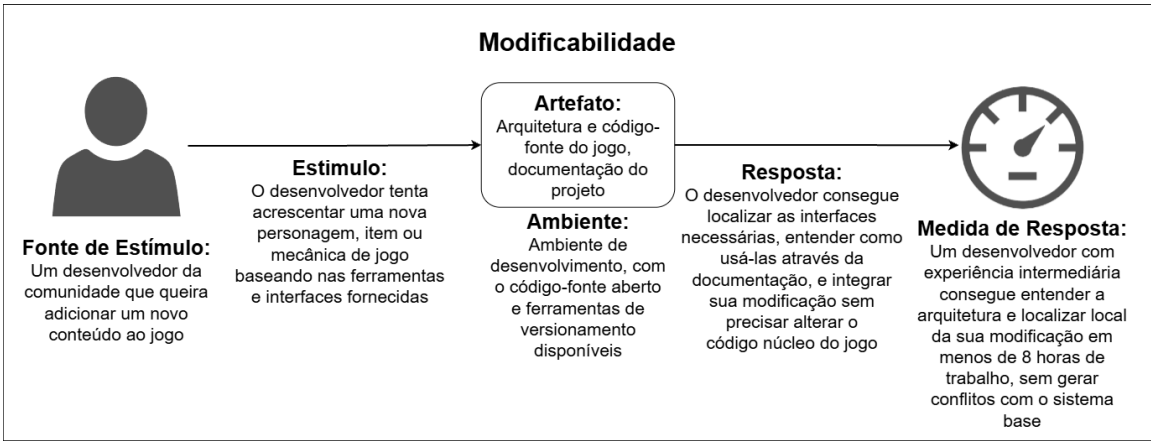 Modificabilidade
Fonte de Estímulo:
Um desenvolvedor da
comunidade que queira
adicionar um novo
conteúdo ao jogo
Estimulo:
O desenvolvedor tenta
acrescentar uma nova
personagem, item ou
mecânica de jogo
baseando nas ferramentas
e interfaces fornecidas
Artefato:
Arquitetura e código-
fonte do jogo,
documentação do
projeto
Ambiente:
Ambiente de
desenvolvimento, com
o código-fonte aberto
e ferramentas de
versionamento
disponíveis
Resposta:
O desenvolvedor consegue
localizar as interfaces
necessárias, entender como
usá-las através da
documentação, e integrar
sua modificação sem
precisar alterar o
código núcleo do jogo
Medida de Resposta:
Um desenvolvedor com
experiência intermediária
consegue entender a
arquitetura e localizar local
da sua modificação em
menos de 8 horas de
trabalho, sem gerar
conflitos com o sistema
base